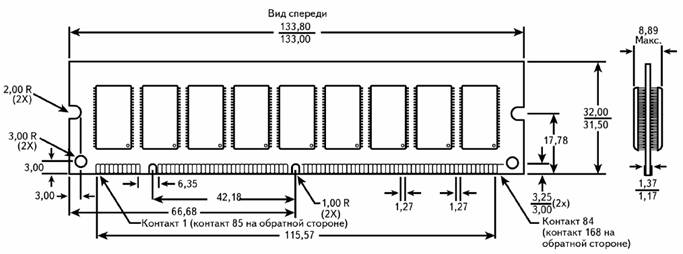 Вид спереди
133,80
133,00
8,89
Макс.
2,00 R
(2X)
3,00 R
(2X)
3,00
3,00
32,00
31,50
17,78
6,35
42,18
66,68
1,00 R
(2X)
1,27
1,27
3,25
3,00
(2x)
1,37
1,17
Контакт 1 (контакт 85 на обратной стороне)
115,57
Контакт 84
(контакт 168 на
обратной стороне)